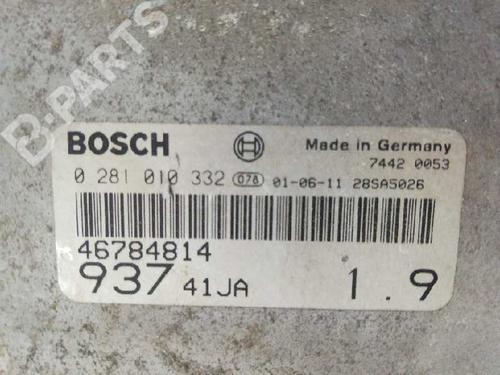 B-PARTS
BOSCH Made in Germany
7442 0053
0 281 010 332 078 01-06-11 28SA5026
46784814
937 41JA 1.9